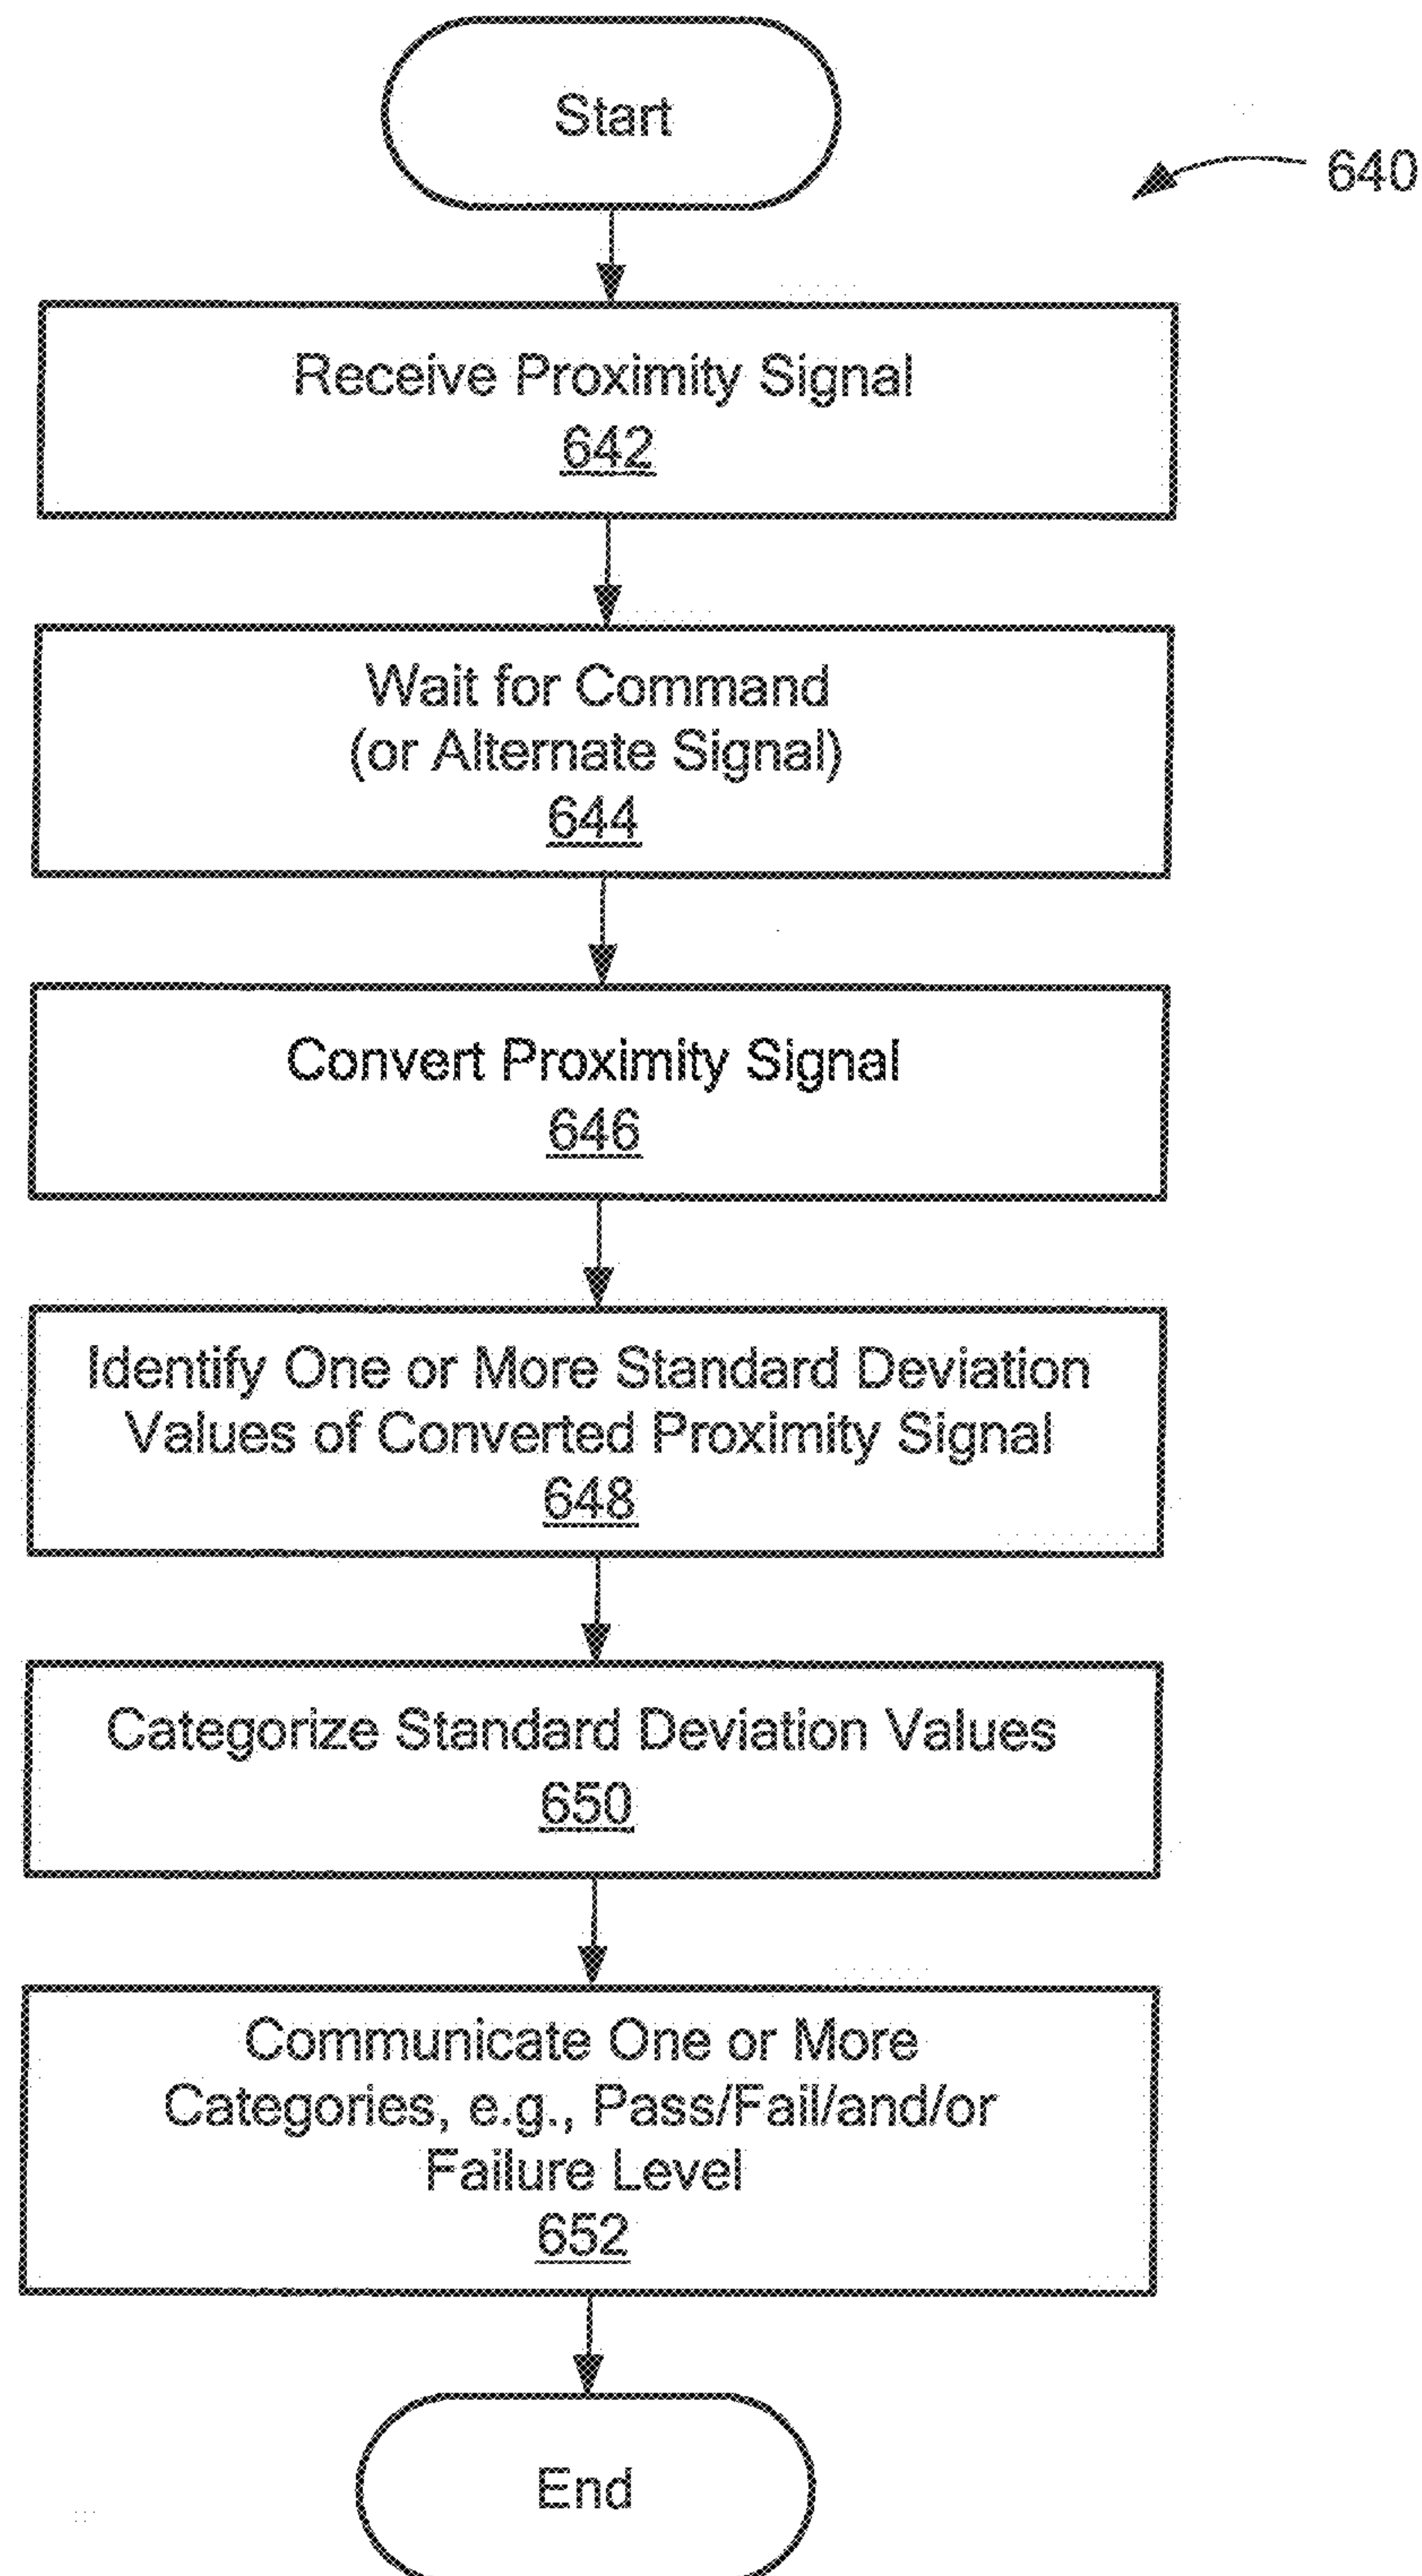 Start
640
Receive Proximity Signal
642
Wait for Command
(or Alternate Signal)
644
Convert Proximity Signal
646
Identify One or More Standard Deviation
Values of Converted Proximity Signal
648
Categorize Standard Deviation Values
650
Communicate One or More
Categories, e.g., Pass/Fail/and/or
Failure Level
652
End